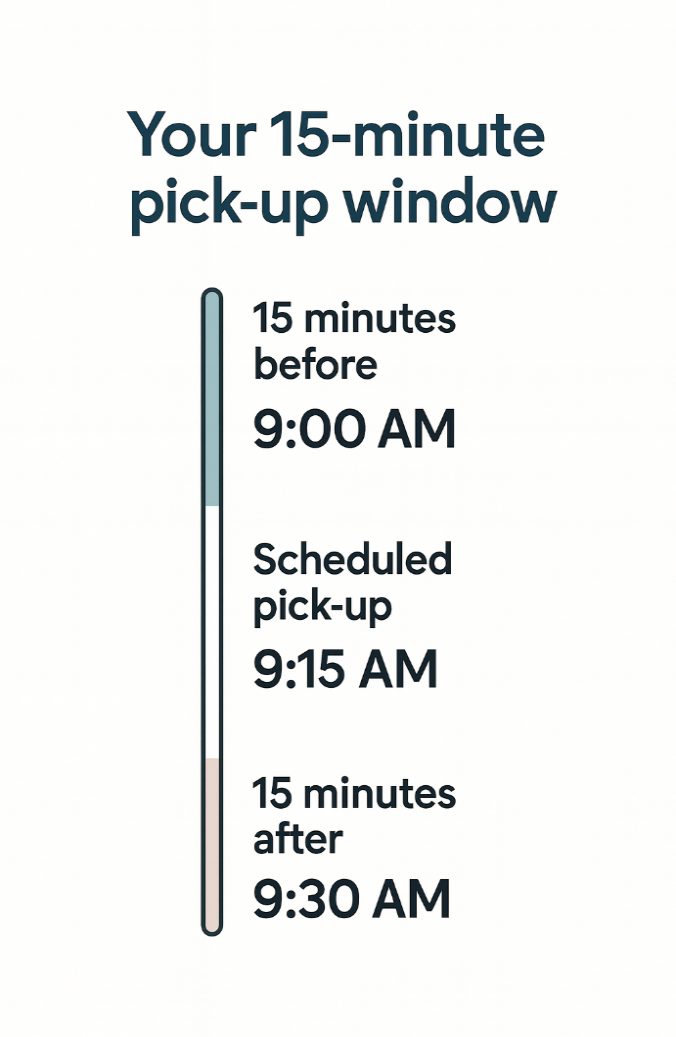 Your 15-minute
pick-up window
15 minutes
before
9:00 AM
Scheduled
pick-up
9:15 AM
15 minutes
after
9:30 AM